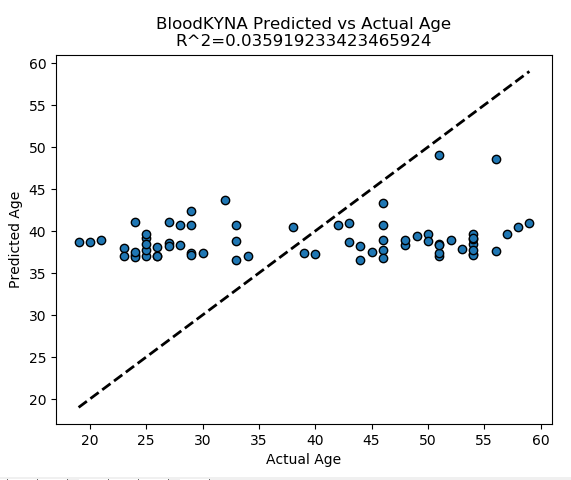 BloodKYNA Predicted vs Actual Age
R^2=0.035919233423465924
60
55
50
45
40
35
30
25
20
Predicted Age
20 25 30 35 40 45 50 55 60
Actual Age